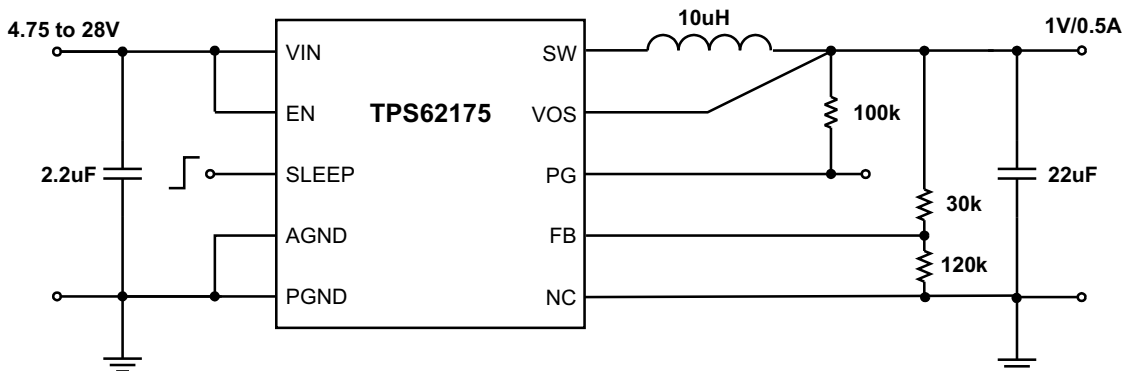 4.75 to 28V
10uH
1V/0.5A
VIN
SW
EN
TPS62175
VOS
100k
2.2uF
SLEEP
PG
22uF
30k
AGND
FB
120k
PGND
NC